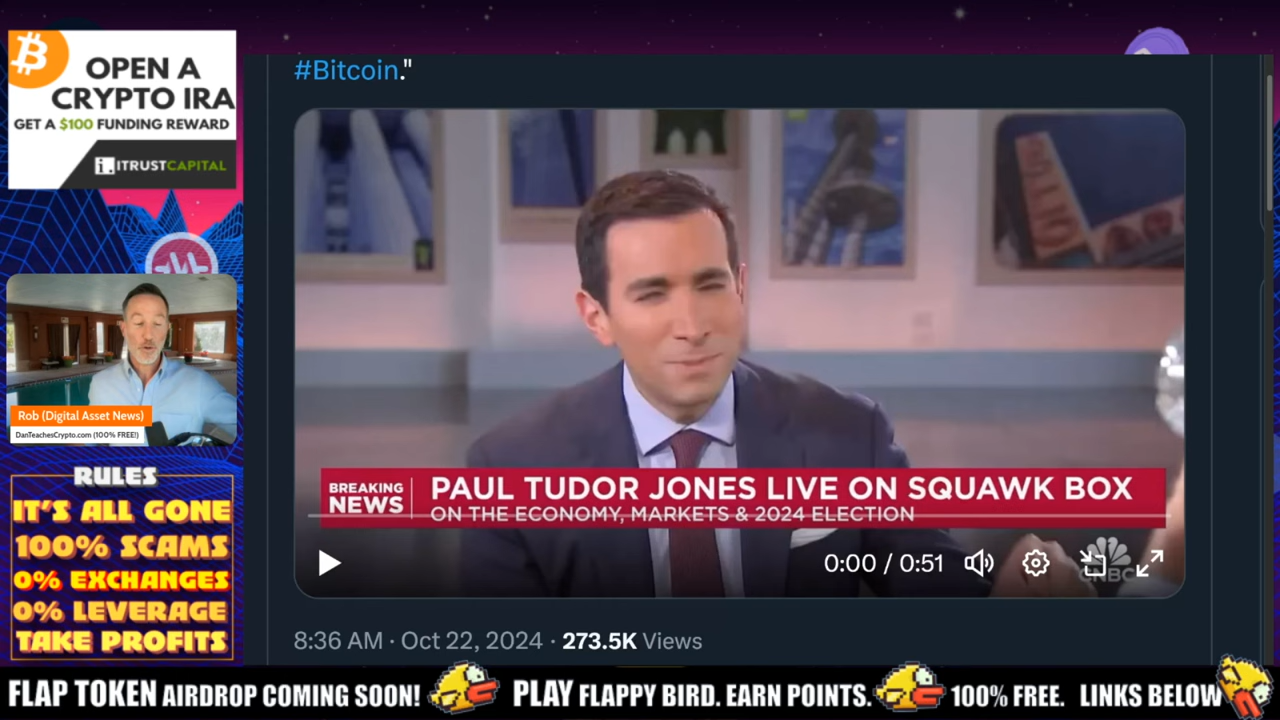 OPEN A
CRYPTO IRA
GET A $100 FUNDING REWARD
i. ITRUSTCAPITAL
Rob (Digital Asset News)
DanTeachesCrypto.com (100% FREE!)
RULES
IT'S ALL GONE
100% SCAMS
0% EXCHANGES
0% LEVERAGE
TAKE PROFITS
#Bitcoin."
BREAKING
NEWS
PAUL TUDOR JONES LIVE ON SQUAWK BOX
ON THE ECONOMY, MARKETS & 2024 ELECTION
0:00 / 0:51
CNBC
8:36 AM · Oct 22, 2024 · 273.5K Views
FLAP TOKEN AIRDROP COMING SOON! PLAY FLAPPY BIRD. EARN POINTS. 100% FREE. LINKS BELOW